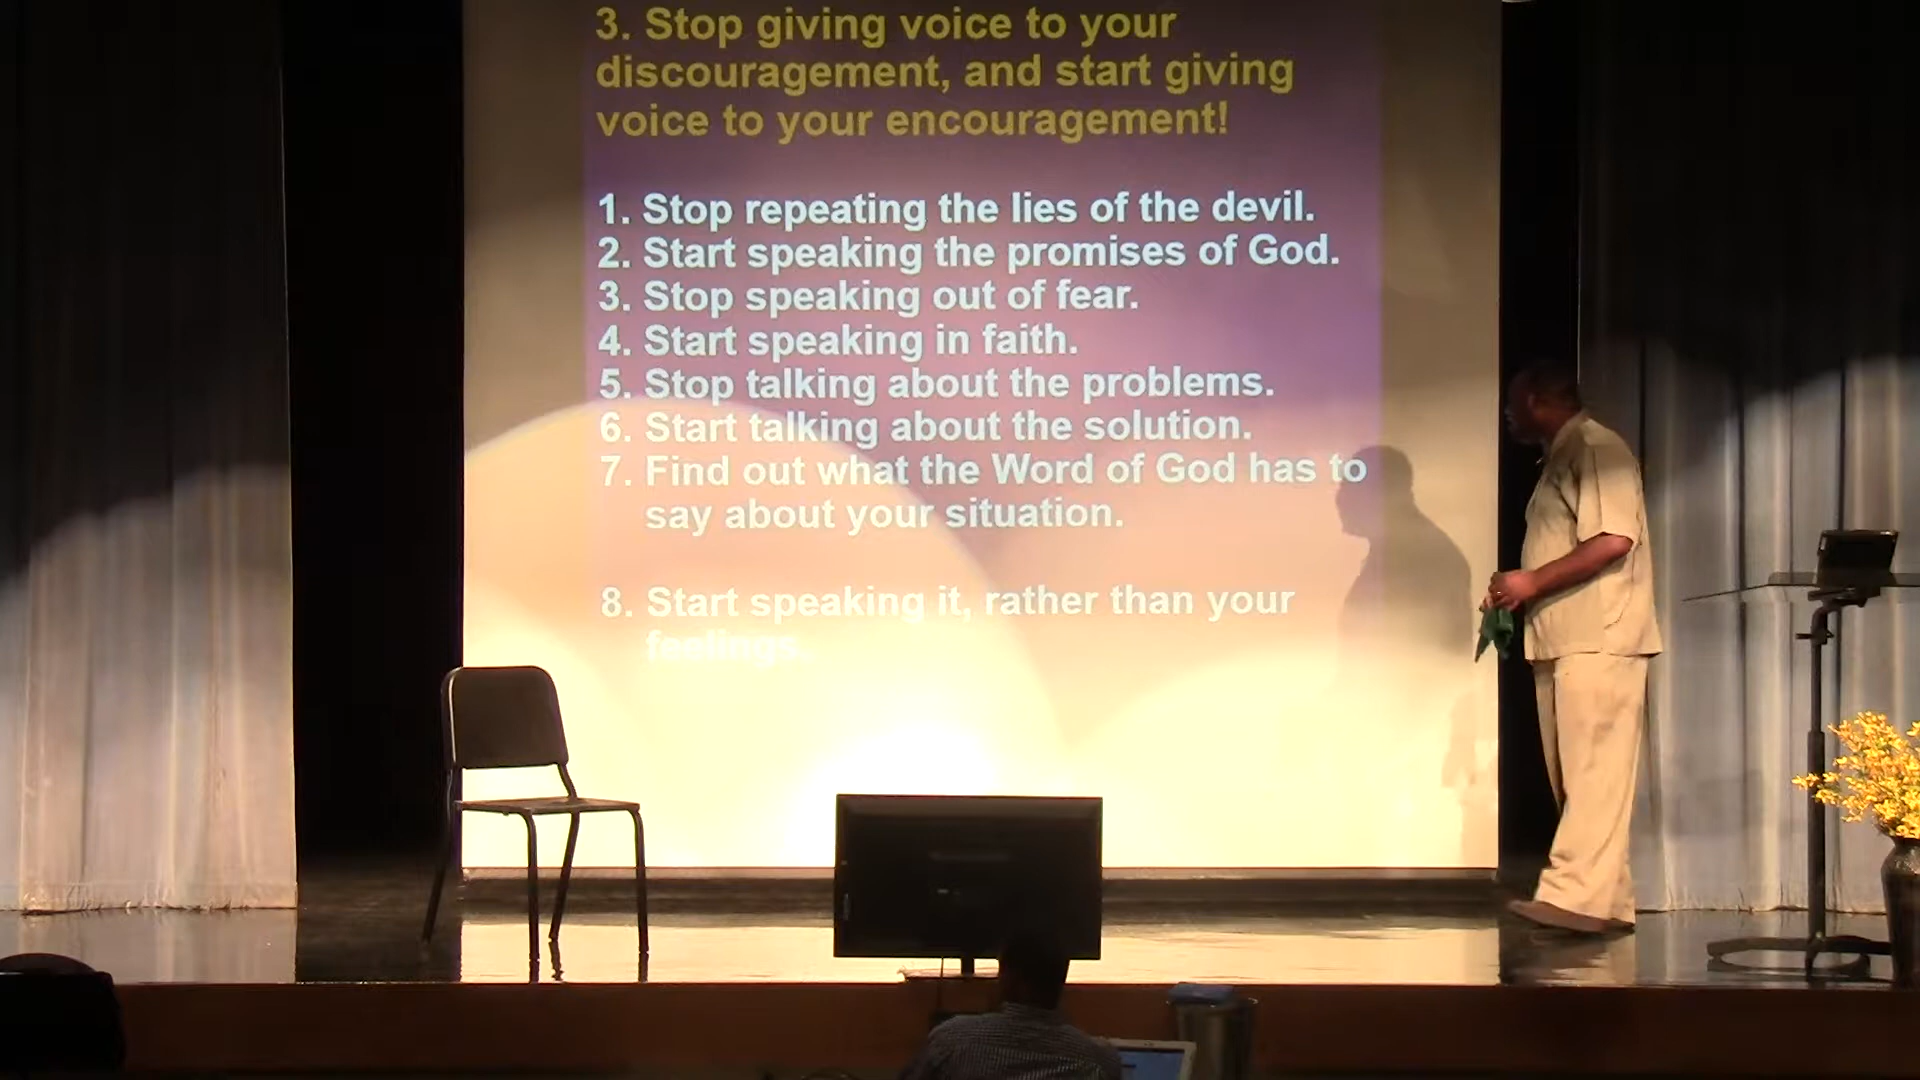 3. Stop giving voice to your
discouragement, and start giving
voice to your encouragement!
1. Stop repeating the lies of the devil.
2. Start speaking the promises of God.
3. Stop speaking out of fear.
4. Start speaking in faith.
5. Stop talking about the problems.
6. Start talking about the solution.
7. Find out what the Word of God has to
say about your situation.
8. Start speaking it, rather than your
feelings.